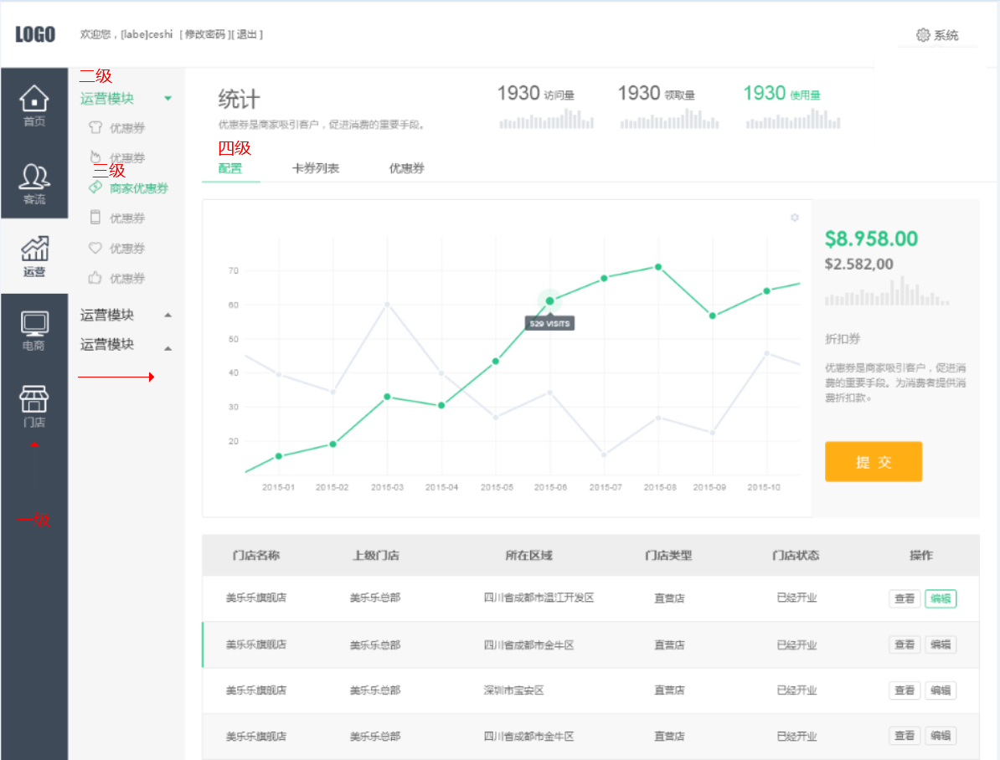 LOGO
欢迎您，[labe]ceshi [ 修改密码 ][ 退出 ]
系统
首页
客流
运营
电商
门店
一级
二级
运营模块
优惠券
优惠券
三级
商家优惠券
优惠券
优惠券
优惠券
运营模块
运营模块
统计
优惠券是商家吸引客户，促进消费的重要手段。
1930 访问量
1930 领取量
1930 使用量
四级
配置 卡券列表 优惠券
70
60
50
40
30
20
529 VISITS
2015-01 2015-02 2015-03 2015-04 2015-05 2015-06 2015-07 2015-08 2015-09 2015-10
$8.958.00
$2.582,00
折扣券
优惠券是商家吸引客户，促进消
费的重要手段。为消费者提供消
费折扣款。
提 交
门店名称 上级门店 所在区域 门店类型 门店状态 操作
美乐乐旗舰店 美乐乐总部 四川省成都市温江开发区 直营店 已经开业 查看 编辑
美乐乐旗舰店 美乐乐总部 四川省成都市金牛区 直营店 已经开业 查看 编辑
美乐乐旗舰店 美乐乐总部 深圳市宝安区 直营店 已经开业 查看 编辑
美乐乐旗舰店 美乐乐总部 四川省成都市金牛区 直营店 已经开业 查看 编辑